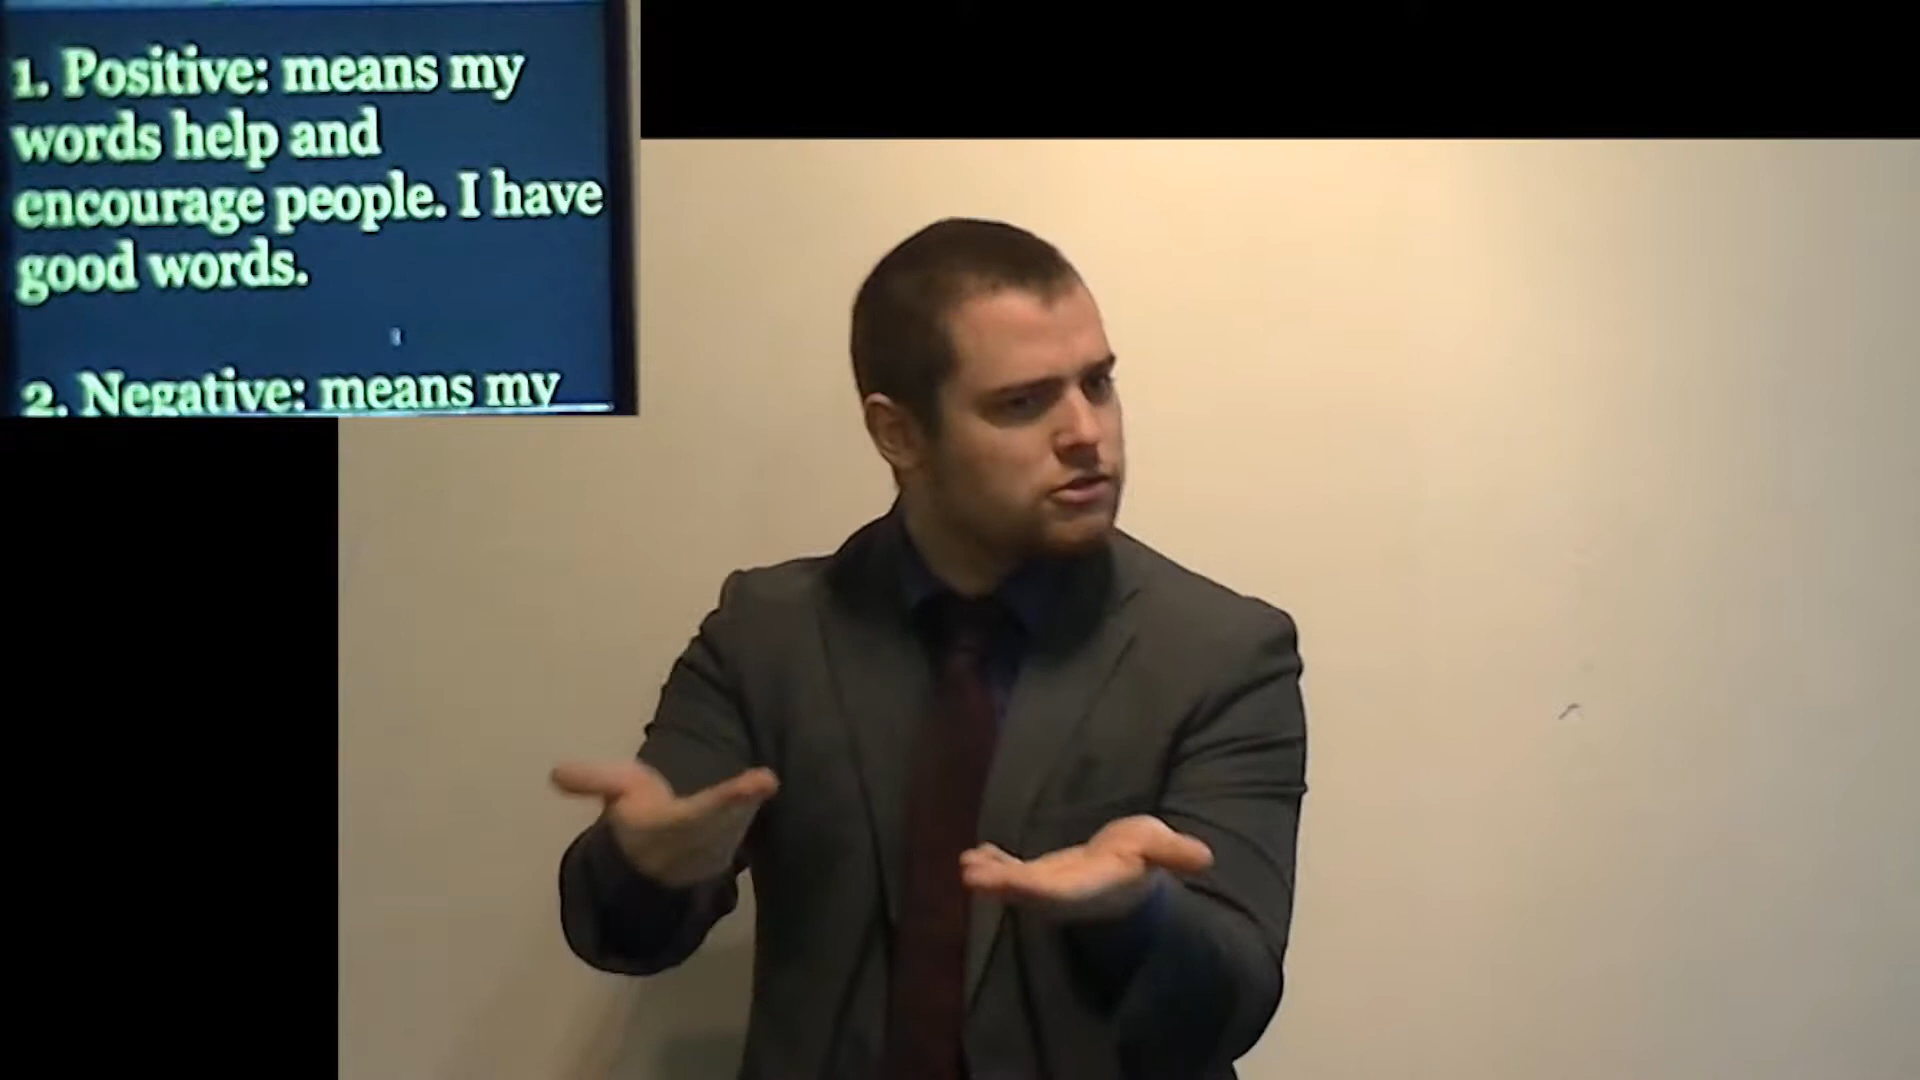 1. Positive: means my
words help and
encourage people. I have
good words.
2. Negative: means my